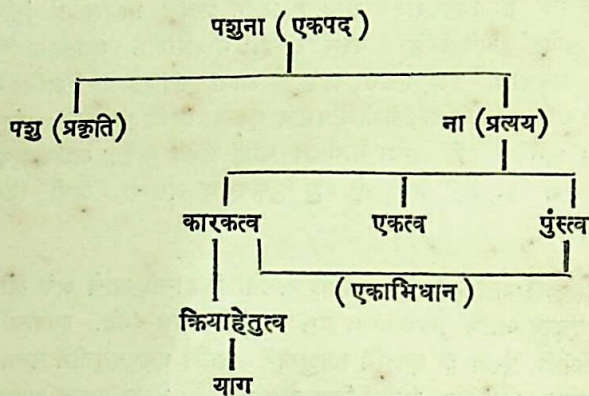 पशुना ( एकपद )
पशु (प्रकृति) ना (प्रत्यय)
कारकत्व एकत्व पुंस्त्व
(एकाभिधान )
क्रियाहेतुत्व
याग